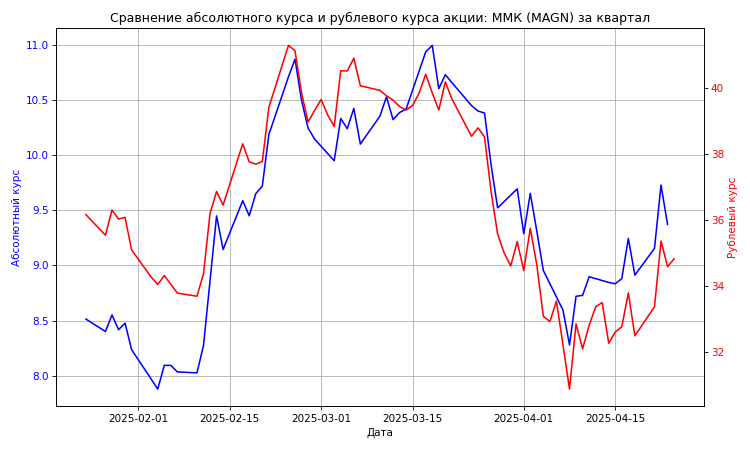 Сравнение абсолютного курса и рублевого курса акции: ММК (MAGN) за квартал
11.0
10.5
10.0
9.5
9.0
8.5
8.0
Абсолютный курс
40
38
36
34
32
Рублевый курс
2025-02-01 2025-02-15 2025-03-01 2025-03-15 2025-04-01 2025-04-15
Дата